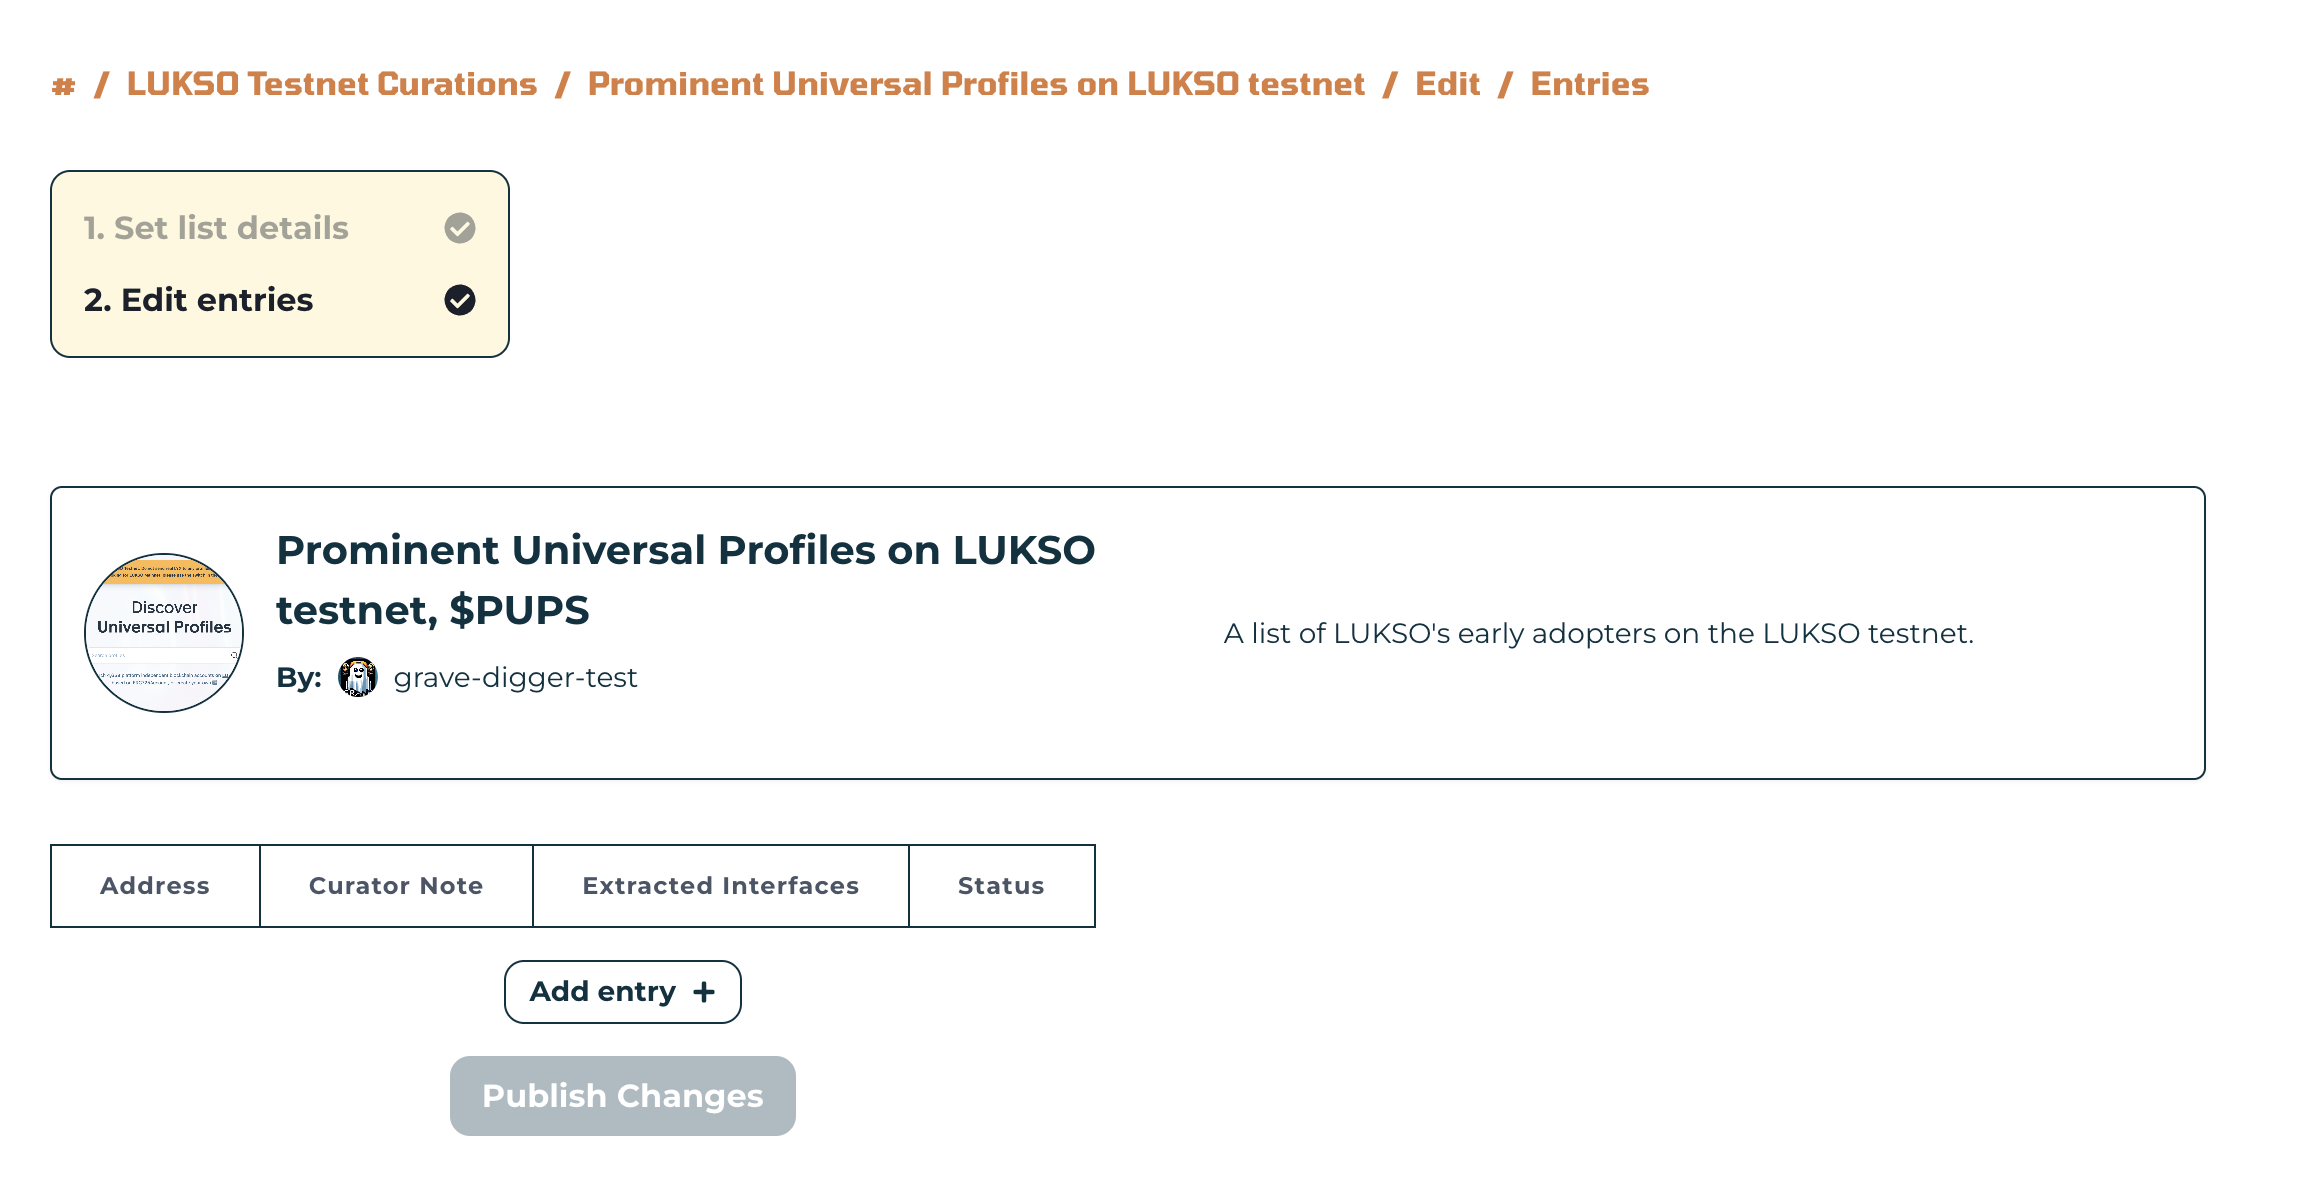 # / LUKSO Testnet Curations / Prominent Universal Profiles on LUKSO testnet / Edit / Entries
1. Set list details
2. Edit entries
Discover
Universal Profiles
Prominent Universal Profiles on LUKSO
testnet, $PUPS
By: grave-digger-test
A list of LUKSO's early adopters on the LUKSO testnet.
Address Curator Note Extracted Interfaces Status
Add entry +
Publish Changes